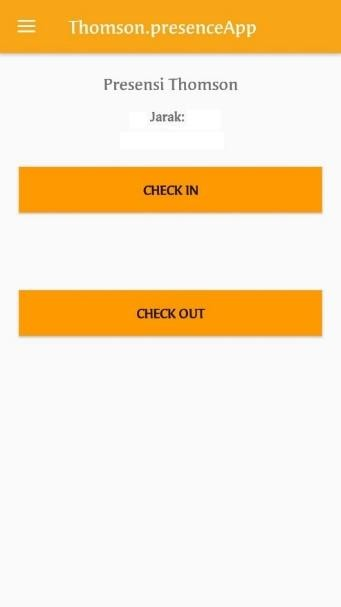 Thomson.presenceApp
Presensi Thomson
Jarak:
CHECK IN
CHECK OUT